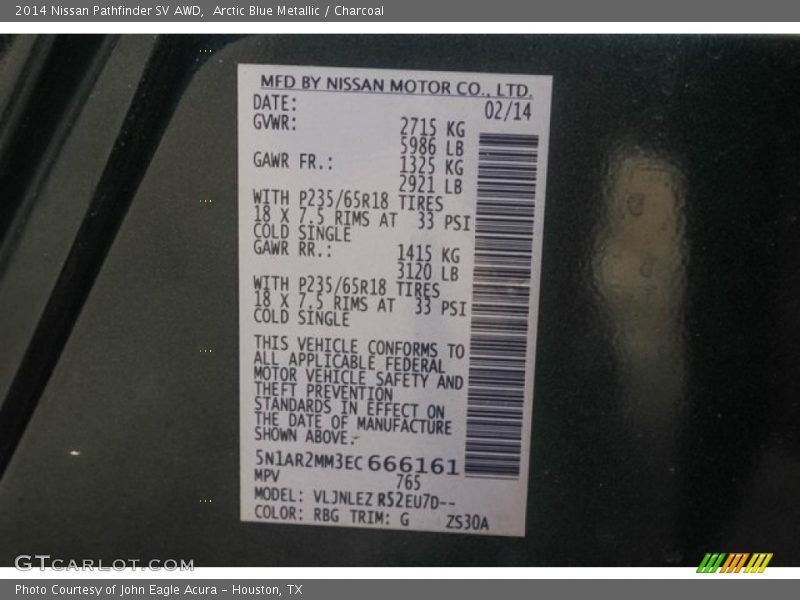 2014 Nissan Pathfinder SV AWD,  Arctic Blue Metallic / Charcoal
MFD BY NISSAN MOTOR CO., LTD.
DATE: 02/14
GVWR: 2715 KG
5986 LB
GAWR FR.: 1325 KG
2921 LB
WITH P235/65R18 TIRES
18 X 7.5 RIMS AT 33 PSI
COLD SINGLE
GAWR RR.: 1415 KG
3120 LB
WITH P235/65R18 TIRES
18 X 7.5 RIMS AT 33 PSI
COLD SINGLE
THIS VEHICLE CONFORMS TO
ALL APPLICABLE FEDERAL
MOTOR VEHICLE SAFETY AND
THEFT PREVENTION
STANDARDS IN EFFECT ON
THE DATE OF MANUFACTURE
SHOWN ABOVE.
5N1AR2MM3EC666161
MPV 765
MODEL: VLJNLEZ R52EU7D--
COLOR: RBG TRIM: G ZS30A
GTCARLOT.COM
Photo Courtesy of John Eagle Acura - Houston, TX